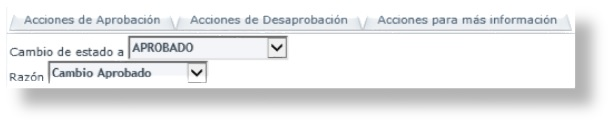 Acciones de Aprobación Acciones de Desaprobación Acciones para más información
Cambio de estado a APROBADO
Razón Cambio Aprobado